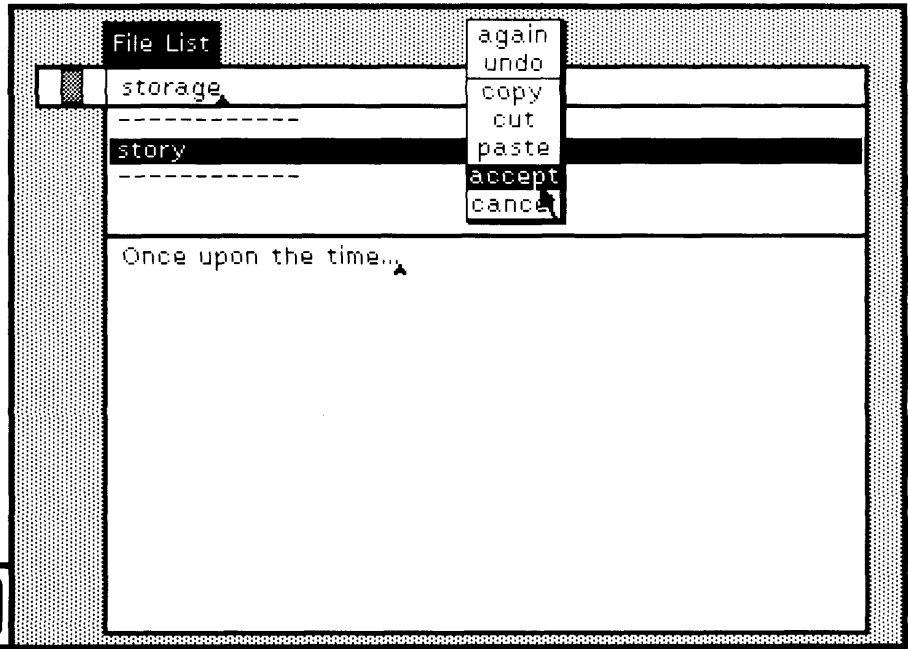 File List
storage
------------
story
------------
again
undo
copy
cut
paste
accept
cancel
Once upon the time...